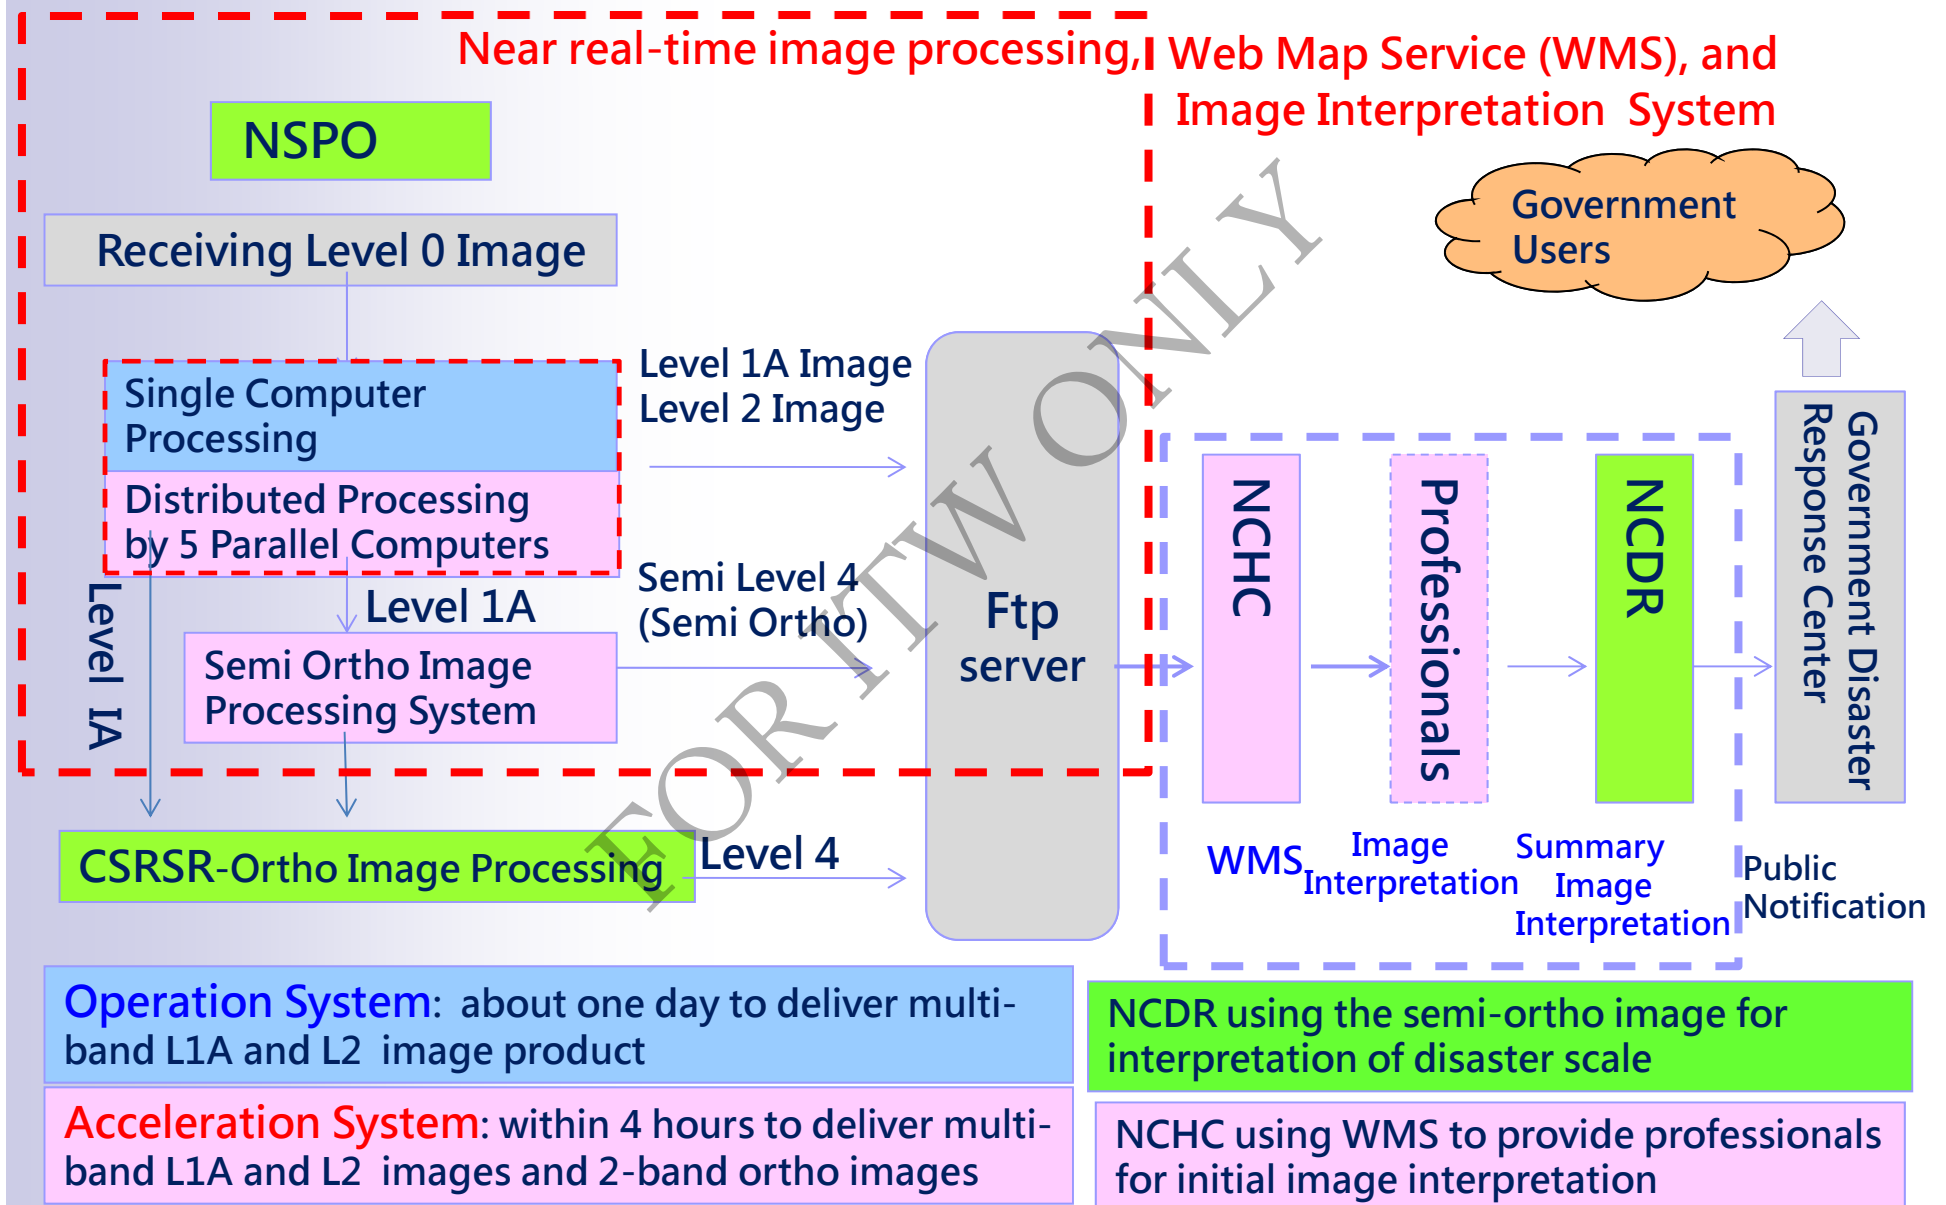 Near real-time image processing, Web Map Service (WMS), and
Image Interpretation System
NSPO
Receiving Level 0 Image
Government
Users
Single Computer
Processing
Distributed Processing
by 5 Parallel Computers
Level 1A Image
Level 2 Image
Level IA
Level 1A
Semi Level 4
(Semi Ortho)
Semi Ortho Image
Processing System
CSRSR-Ortho Image Processing
Level 4
Ftp
server
NCHC
Professionals
NCDR
Government Disaster
Response Center
WMS
Image
Interpretation
Summary
Image
Interpretation
Public
Notification
FOR ITW ONLY
Operation System: about one day to deliver multi-
band L1A and L2 image product
Acceleration System: within 4 hours to deliver multi-
band L1A and L2 images and 2-band ortho images
NCDR using the semi-ortho image for
interpretation of disaster scale
NCHC using WMS to provide professionals
for initial image interpretation